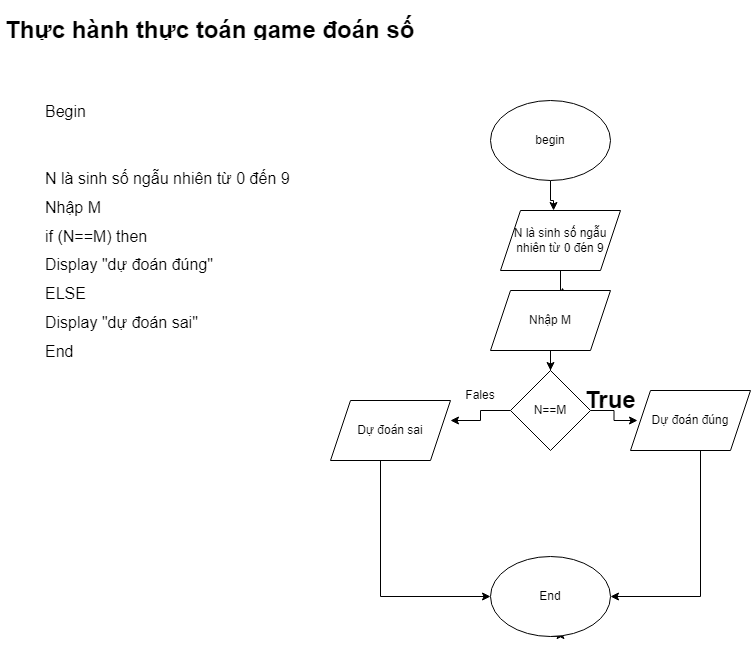 Thực hành thực toán game đoán số
Begin
N là sinh số ngẫu nhiên từ 0 đến 9
Nhập M
if (N==M) then
Display "dự đoán đúng"
ELSE
Display "dự đoán sai"
End
begin
N là sinh số ngẫu
nhiên từ 0 đén 9
Nhập M
N==M
Fales
True
Dự đoán sai
Dự đoán đúng
End